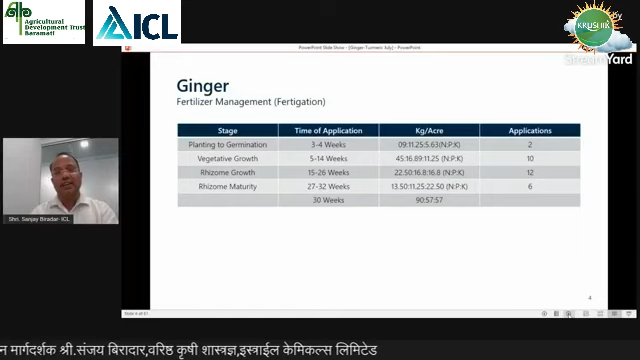 Agricultural
Development Trust
Baramati
ICL
KRUSHIK
StreamYard
PowerPoint Slide Show - [Ginger-Turmeric July] - PowerPoint
Ginger
Fertilizer Management (Fertigation)
Stage Time of Application Kg/Acre Applications
Planting to Germination 3-4 Weeks 09:11.25:5.63(N:P:K) 2
Vegetative Growth 5-14 Weeks 45:16.89:11.25 (N:P:K) 10
Rhizome Growth 15-26 Weeks 22.50:16.8:16.8 (N:P:K) 12
Rhizome Maturity 27-32 Weeks 13.50:11.25:22.50 (N:P:K) 6
30 Weeks 90:57:57
4
Shri. Sanjay Biradar- ICL
न मार्गदर्शक श्री.संजय बिरादार,वरिष्ठ कृषी शास्त्रज्ञ,इस्त्राईल केमिकल्स लिमिटेड